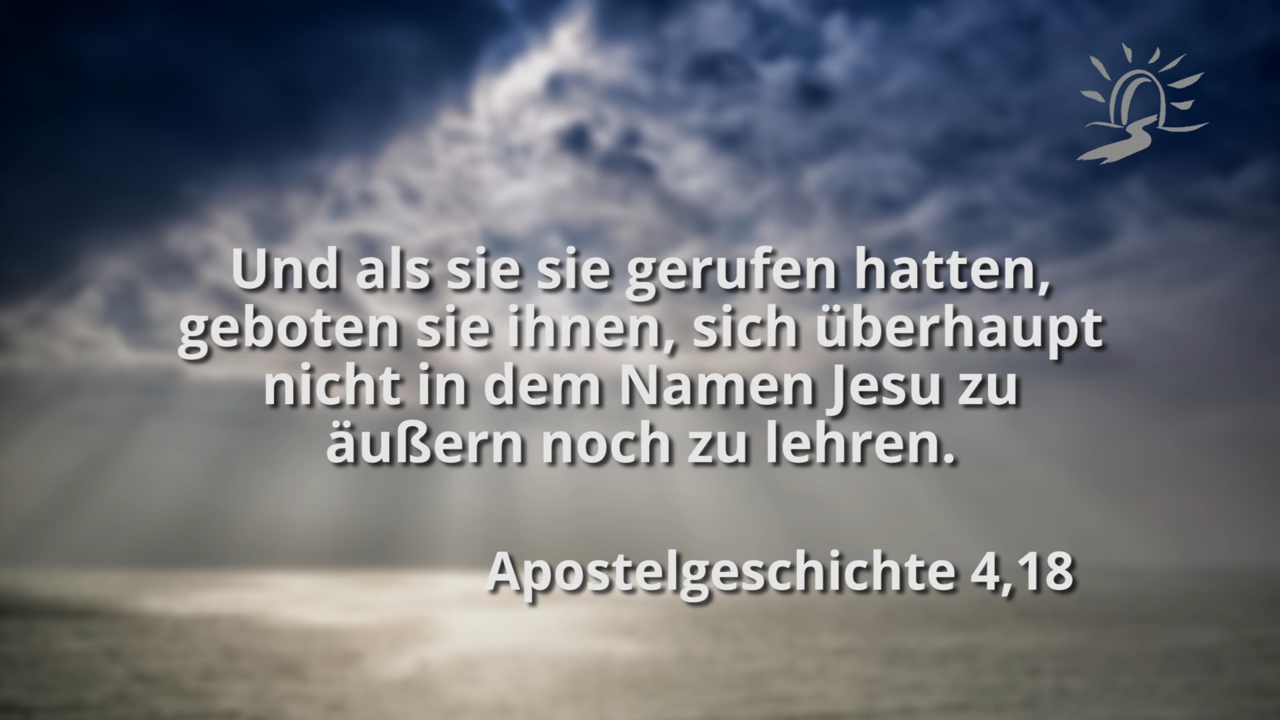 Und als sie sie gerufen hatten,
geboten sie ihnen, sich überhaupt
nicht in dem Namen Jesu zu
äußern noch zu lehren.
Apostelgeschichte 4,18